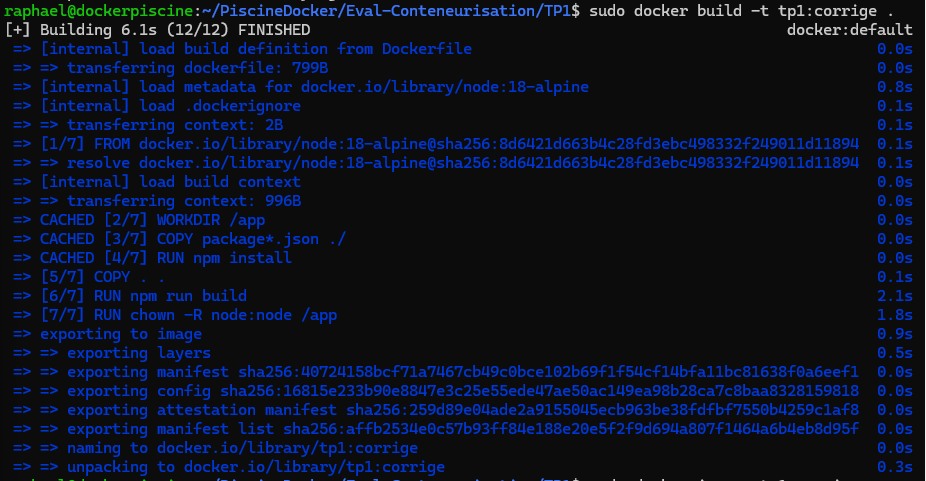 raphael@dockerpiscine:~/PiscineDocker/Eval-Conteneurisation/TP1$ sudo docker build -t tp1:corrige .
[+] Building 6.1s (12/12) FINISHED docker:default
=> [internal] load build definition from Dockerfile 0.0s
=> => transferring dockerfile: 799B 0.0s
=> [internal] load metadata for docker.io/library/node:18-alpine 0.8s
=> [internal] load .dockerignore 0.1s
=> => transferring context: 2B 0.1s
=> [1/7] FROM docker.io/library/node:18-alpine@sha256:8d6421d663b4c28fd3ebc498332f249011d11894 0.1s
=> => resolve docker.io/library/node:18-alpine@sha256:8d6421d663b4c28fd3ebc498332f249011d11894 0.1s
=> [internal] load build context 0.0s
=> => transferring context: 996B 0.0s
=> CACHED [2/7] WORKDIR /app 0.0s
=> CACHED [3/7] COPY package*.json ./ 0.0s
=> CACHED [4/7] RUN npm install 0.0s
=> [5/7] COPY . . 0.1s
=> [6/7] RUN npm run build 2.1s
=> [7/7] RUN chown -R node:node /app 1.8s
=> exporting to image 0.9s
=> => exporting layers 0.5s
=> => exporting manifest sha256:40724158bcf71a7467cb49c0bce102b69f1f54cf14bfa11bc81638f0a6eef1 0.0s
=> => exporting config sha256:16815e233b90e8847e3c25e55ede47ae50ac149ea98b28ca7c8baa8328159818 0.0s
=> => exporting attestation manifest sha256:259d89e04ade2a9155045ecb963be38fdfbf7550b4259c1af8 0.0s
=> => exporting manifest list sha256:affb2534e0c57b93ff84e188e20e5f2f9d694a807f1464a6b4eb8d95f 0.0s
=> => naming to docker.io/library/tp1:corrige 0.0s
=> => unpacking to docker.io/library/tp1:corrige 0.3s